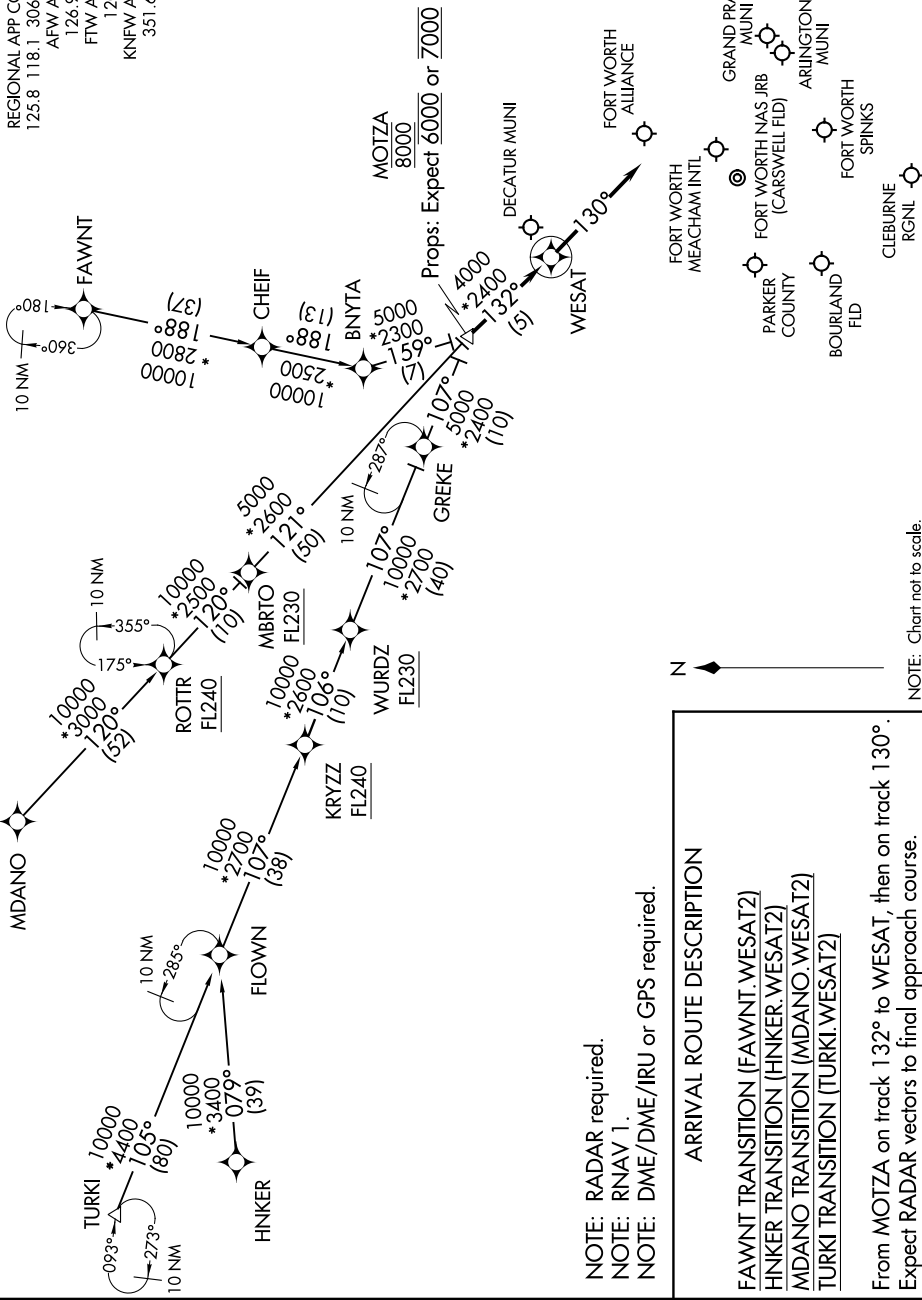 REGIONAL APP CO
125.8 118.1 306
AFW A
126.9
FTW A
12
KNFW A
351.6
FAWNT
10 NM
180°
360°
10000
*2800
188°
(37)
CHEIF
10000
*2500
188°
(13)
BNYTA
5000
*2300
159°
(7)
MOTZA
8000
Props: Expect 6000 or 7000
4000
*2400
132°
(5)
DECATUR MUNI
WESAT
130°
FORT WORTH
ALLIANCE
FORT WORTH
MEACHAM INTL
GRAND PRA
MUNI
ARLINGTON
MUNI
FORT WORTH NAS JRB
(CARSWELL FLD)
PARKER
COUNTY
FORT WORTH
SPINKS
BOURLAND
FLD
CLEBURNE
RGNL
MDANO
10000
*3000
120°
(52)
ROTTR
FL240
10 NM
355°
175°
10000
*2500
120°
(10)
MBRTO
FL230
5000
*2600
121°
(50)
TURKI
093°
273°
10 NM
10000
*4400
105°
(80)
HNKER
10000
*3400
079°
(39)
FLOWN
10 NM
285°
10000
*2700
107°
(38)
KRYZZ
FL240
10000
*2600
106°
(10)
WURDZ
FL230
107°
10000
*2700
(40)
GREKE
10 NM
287°
107°
5000
*2400
(10)
N
NOTE: Chart not to scale.
NOTE: RADAR required.
NOTE: RNAV 1.
NOTE: DME/DME/IRU or GPS required.
ARRIVAL ROUTE DESCRIPTION
FAWNT TRANSITION (FAWNT.WESAT2)
HNKER TRANSITION (HNKER.WESAT2)
MDANO TRANSITION (MDANO.WESAT2)
TURKI TRANSITION (TURKI.WESAT2)
From MOTZA on track 132° to WESAT, then on track 130°.
Expect RADAR vectors to final approach course.